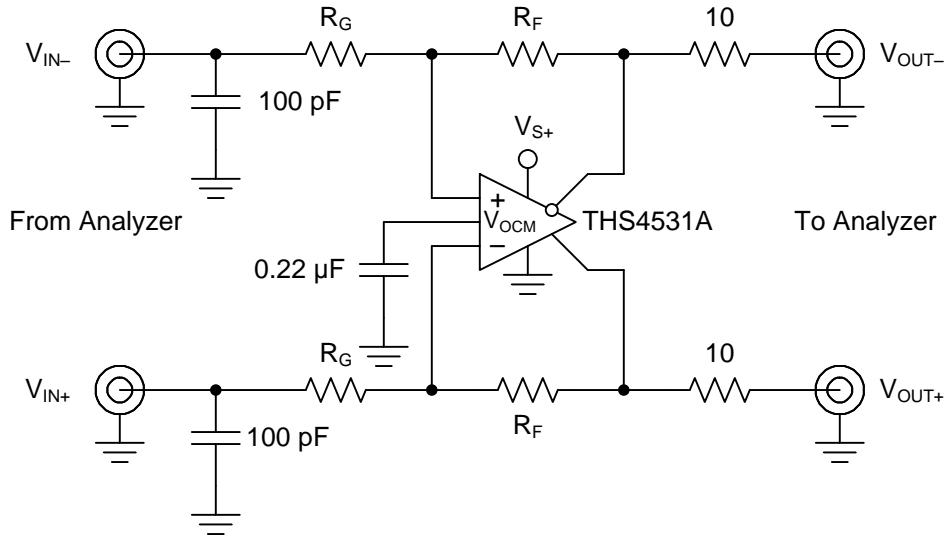 R_G
R_F
10
V_IN–
V_OUT–
100 pF
V_S+
+
From Analyzer
V_OCM
THS4531A
To Analyzer
–
0.22 µF
R_G
10
V_IN+
V_OUT+
R_F
100 pF